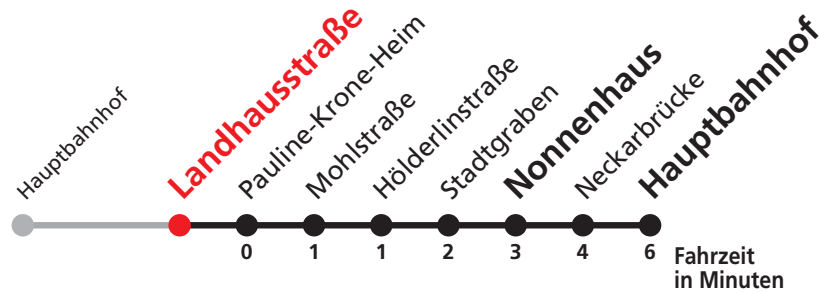 Hauptbahnhof
Landhausstraße
Pauline-Krone-Heim
Mohlstraße
Hölderlinstraße
Stadtgraben
Nonnenhaus
Neckarbrücke
Hauptbahnhof
0 1 1 2 3 4 6
Fahrzeit
in Minuten